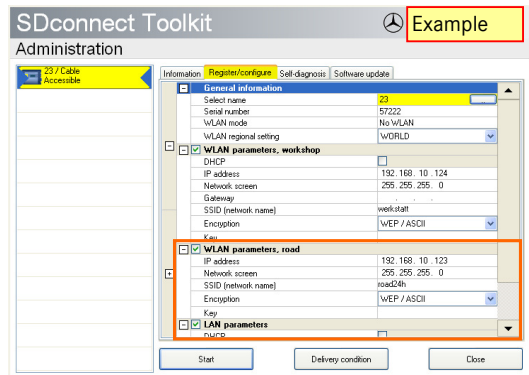 SDconnect Toolkit
Example
Administration
23 / Cable
Accessible
Information Register/configure Self-diagnosis Software update
General information
Select name 23 ...
Serial number 57222
WLAN mode No WLAN
WLAN regional setting WORLD
WLAN parameters, workshop
DHCP
IP address 192. 168. 10 .124
Network screen 255. 255. 255. 0
Gateway . . .
SSID (network name) werkstatt
Encryption WEP / ASCII
Key
WLAN parameters, road
IP address 192. 168. 10 .123
Network screen 255. 255. 255. 0
SSID (network name) road24h
Encryption WEP / ASCII
Key
LAN parameters
DHCP
Start Delivery condition Close